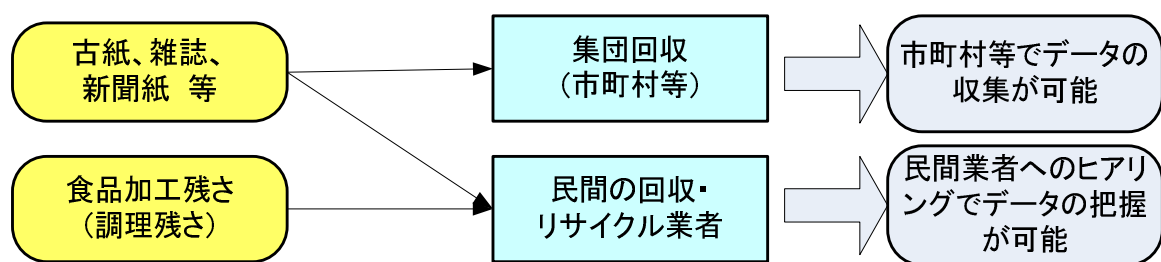 古紙、雑誌、
新聞紙 等
集団回収
（市町村等）
市町村等でデータの
収集が可能
食品加工残さ
（調理残さ）
民間の回収・
リサイクル業者
民間業者へのヒアリ
ングでデータの把握
が可能